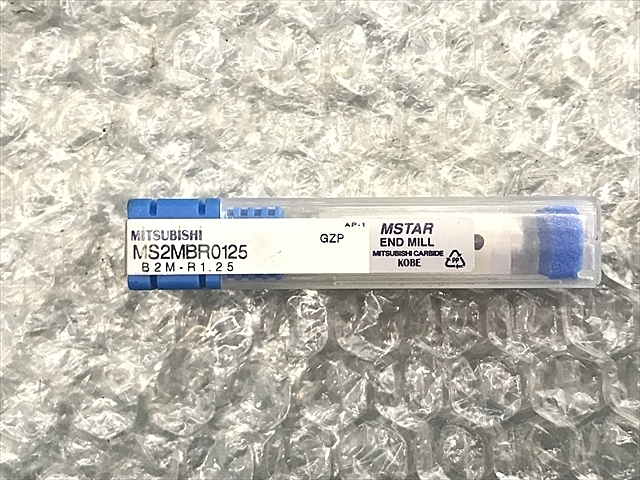 MITSUBISHI
MS2MBR0125
B2M-R1.25
AP-1
GZP
MSTAR
END MILL
MITSUBISHI CARBIDE
KOBE
PP